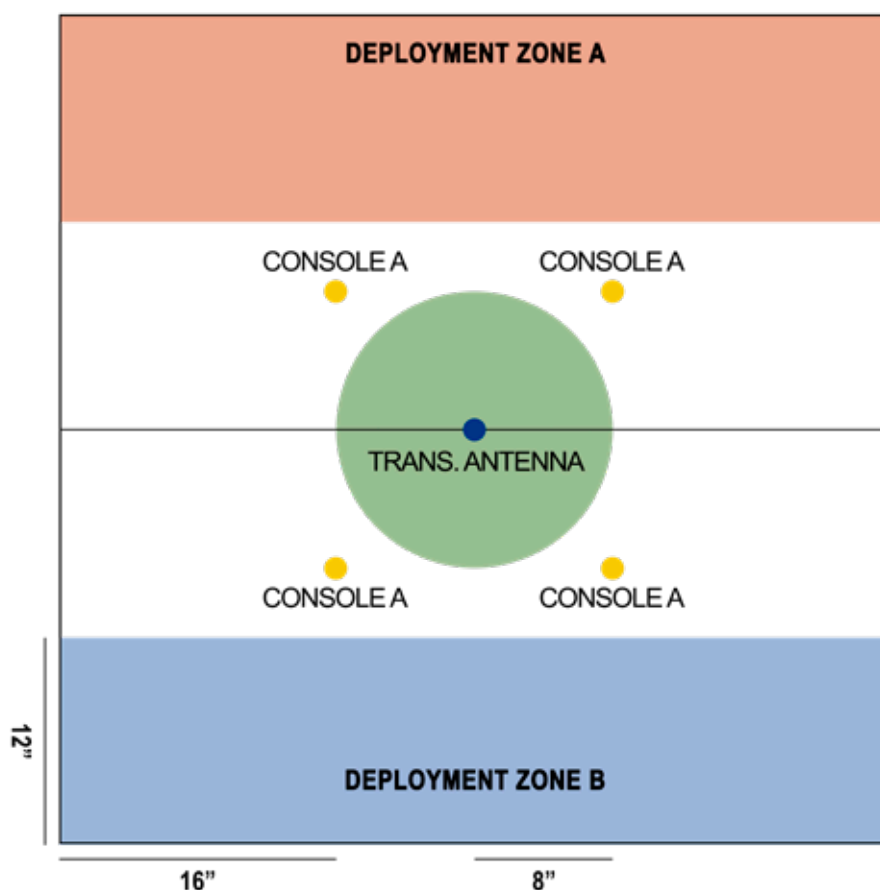 DEPLOYMENT ZONE A
CONSOLE A
CONSOLE A
TRANS. ANTENNA
CONSOLE A
CONSOLE A
12”
DEPLOYMENT ZONE B
16”
8”